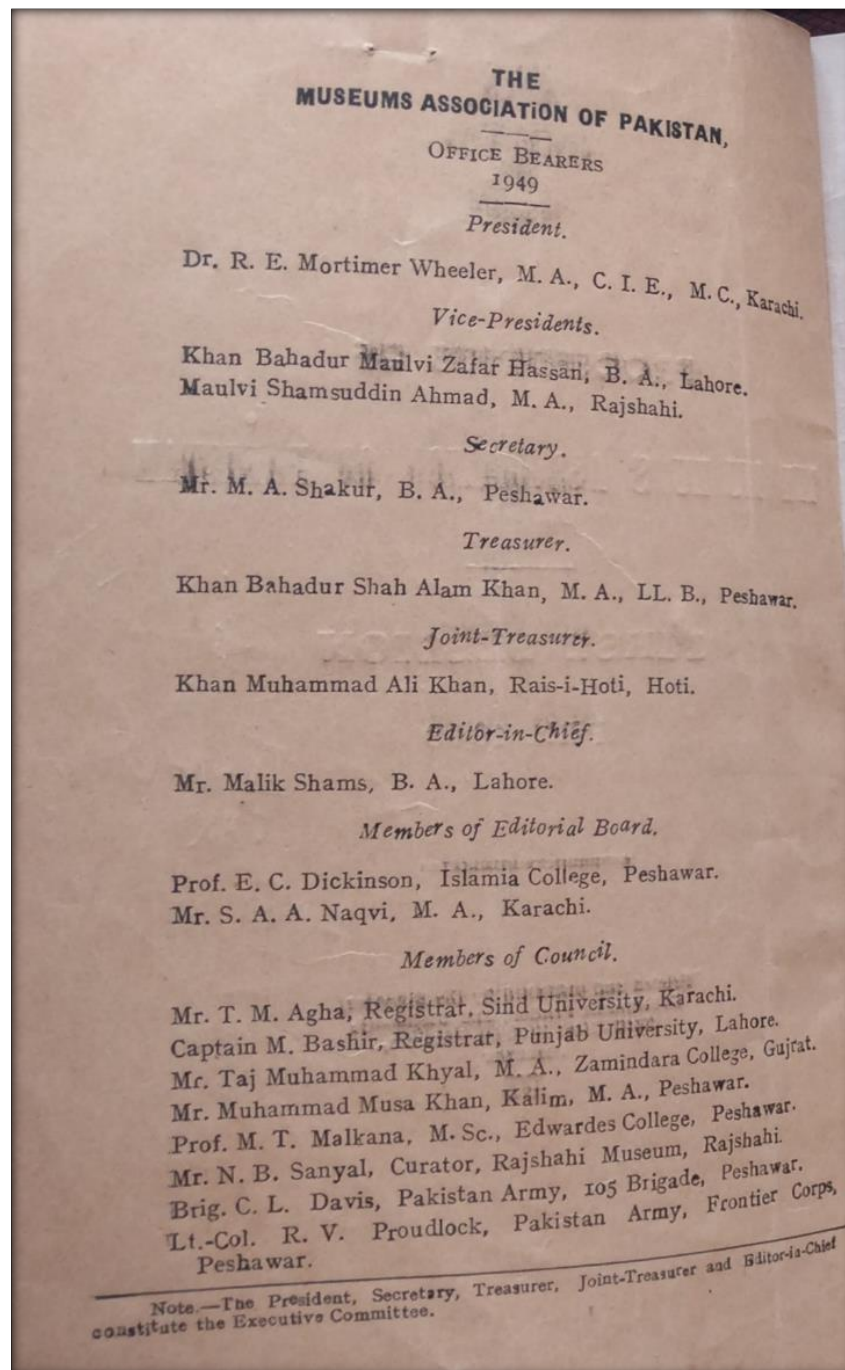 THE
MUSEUMS ASSOCIATION OF PAKISTAN,
OFFICE BEARERS
1949
President.
Dr. R. E. Mortimer Wheeler, M. A., C. I. E., M. C., Karachi.
Vice-Presidents.
Khan Bahadur Maulvi Zafar Hassan, B. A., Lahore.
Maulvi Shamsuddin Ahmad, M. A., Rajshahi.
Secretary.
Mr. M. A. Shakur, B. A., Peshawar.
Treasurer.
Khan Bahadur Shah Alam Khan, M. A., LL. B., Peshawar.
Joint-Treasurer.
Khan Muhammad Ali Khan, Rais-i-Hoti, Hoti.
Editor-in-Chief.
Mr. Malik Shams, B. A., Lahore.
Members of Editorial Board.
Prof. E. C. Dickinson, Islamia College, Peshawar.
Mr. S. A. A. Naqvi, M. A., Karachi.
Members of Council.
Mr. T. M. Agha, Registrar, Sind University, Karachi.
Captain M. Bashir, Registrar, Punjab University, Lahore.
Mr. Taj Muhammad Khyal, M. A., Zamindara College, Gujrat.
Mr. Muhammad Musa Khan, Kalim, M. A., Peshawar.
Prof. M. T. Malkana, M. Sc., Edwardes College, Peshawar.
Mr. N. B. Sanyal, Curator, Rajshahi Museum, Rajshahi.
Brig. C. L. Davis, Pakistan Army, 105 Brigade, Peshawar.
Lt.-Col. R. V. Proudlock, Pakistan Army, Frontier Corps,
Peshawar.
Note.—The President, Secretary, Treasurer, Joint-Treasurer and Editor-in-Chief
constitute the Executive Committee.